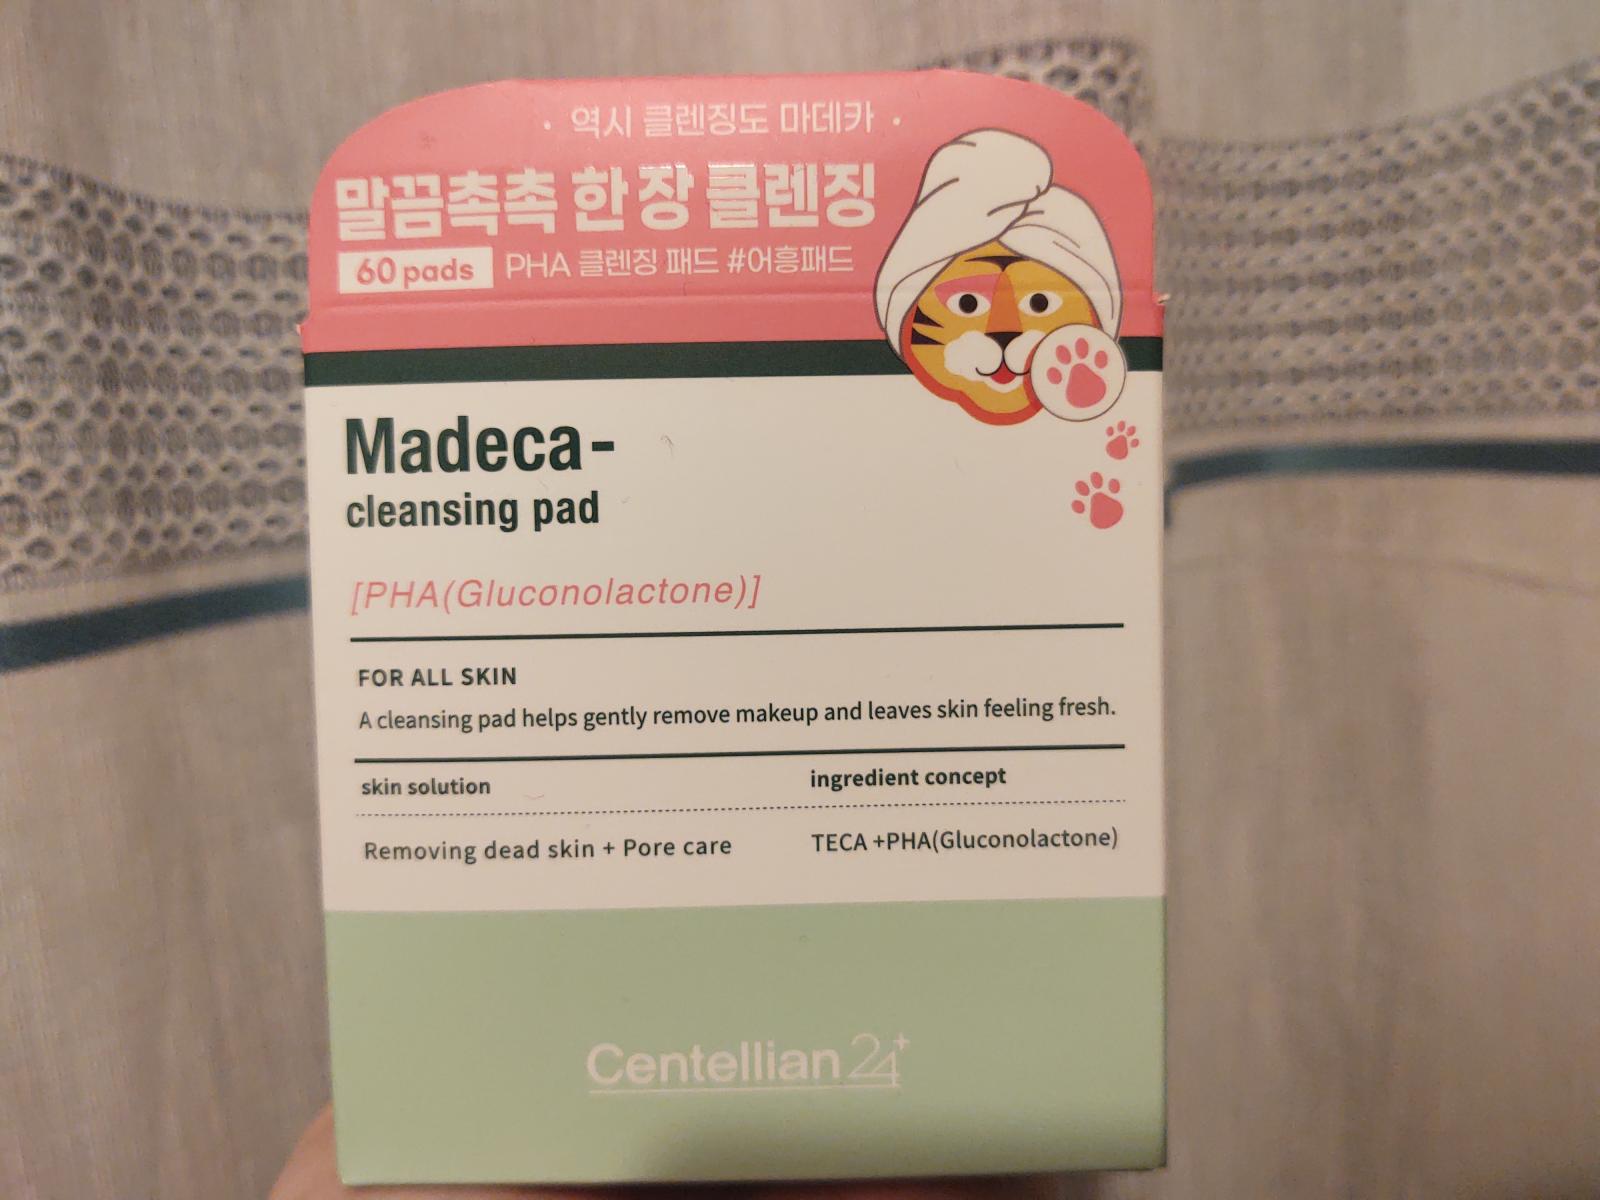 · 역시 클렌징도 마데카 ·
말끔촉촉 한 장 클렌징
60 pads PHA 클렌징 패드 #어흥패드
Madeca-
cleansing pad
[PHA(Gluconolactone)]
FOR ALL SKIN
A cleansing pad helps gently remove makeup and leaves skin feeling fresh.
skin solution ingredient concept
Removing dead skin + Pore care TECA +PHA(Gluconolactone)
Centellian 24+